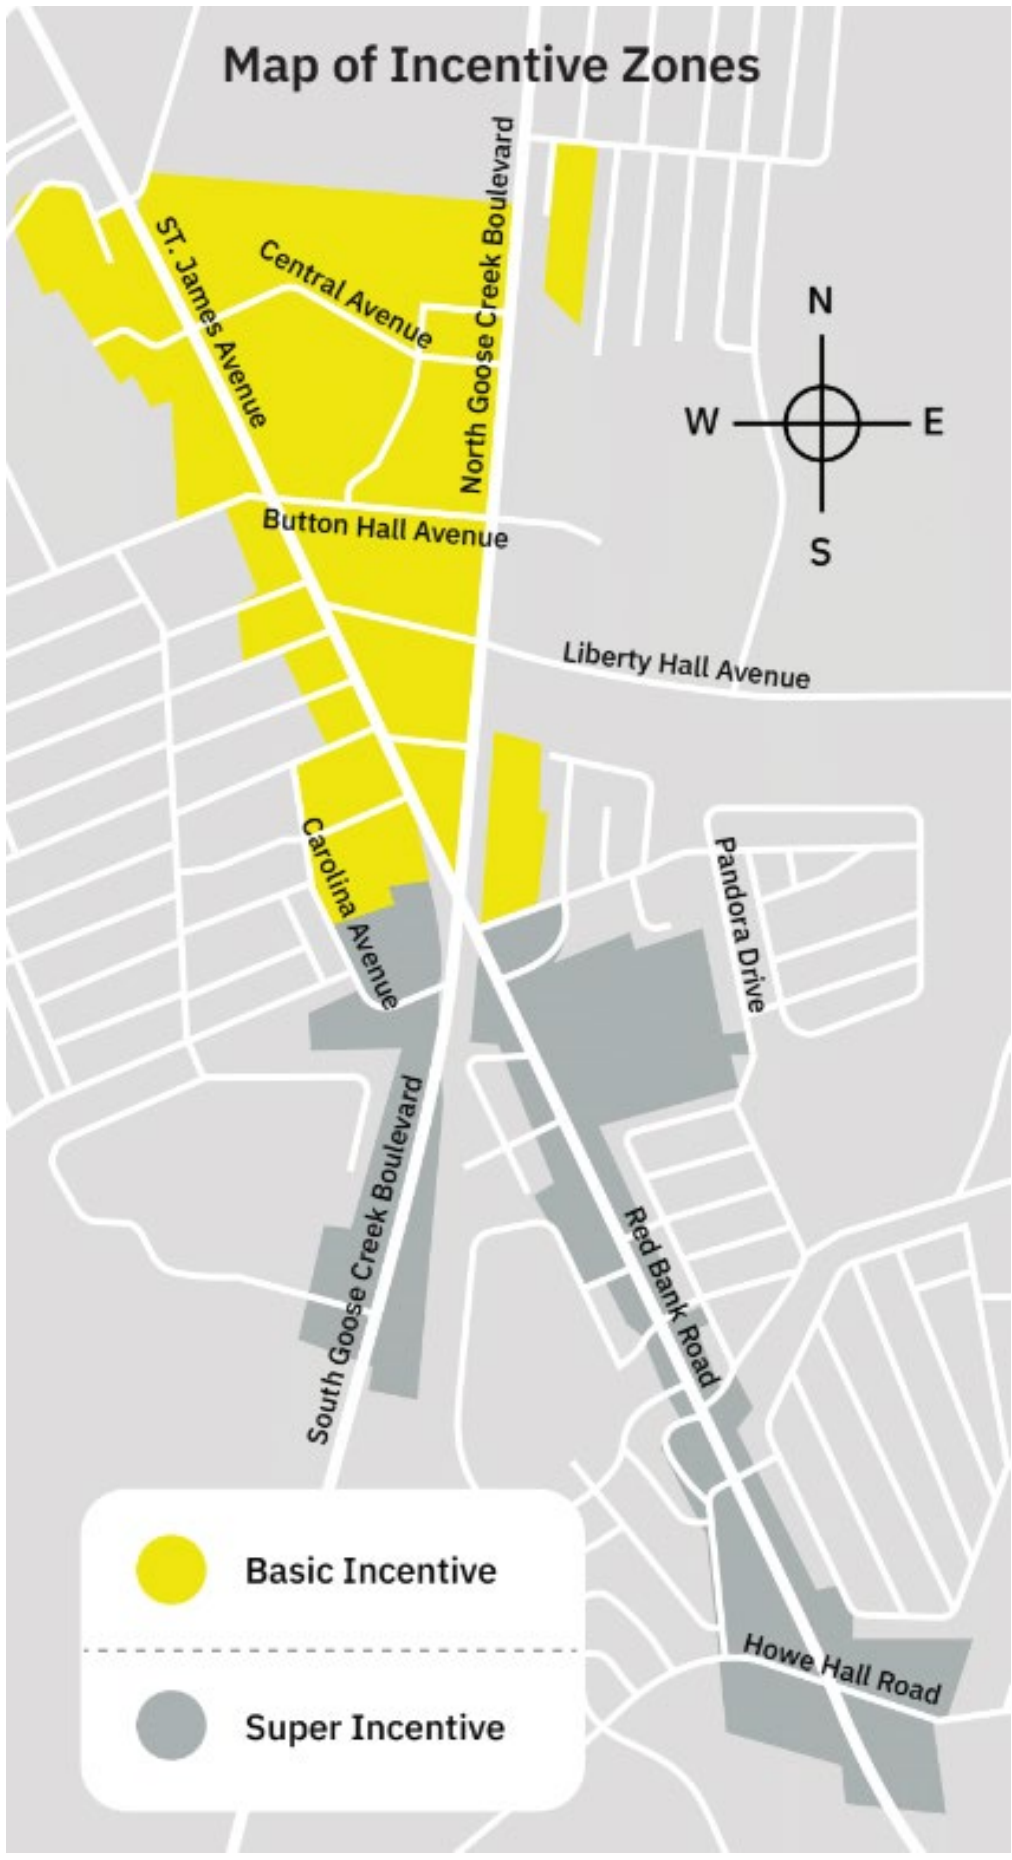 Map of Incentive Zones
North Goose Creek Boulevard
ST. James Avenue
Central Avenue
N
W
E
S
Button Hall Avenue
Liberty Hall Avenue
Carolina Avenue
Pandora Drive
South Goose Creek Boulevard
Red Bank Road
Basic Incentive
Howe Hall Road
Super Incentive